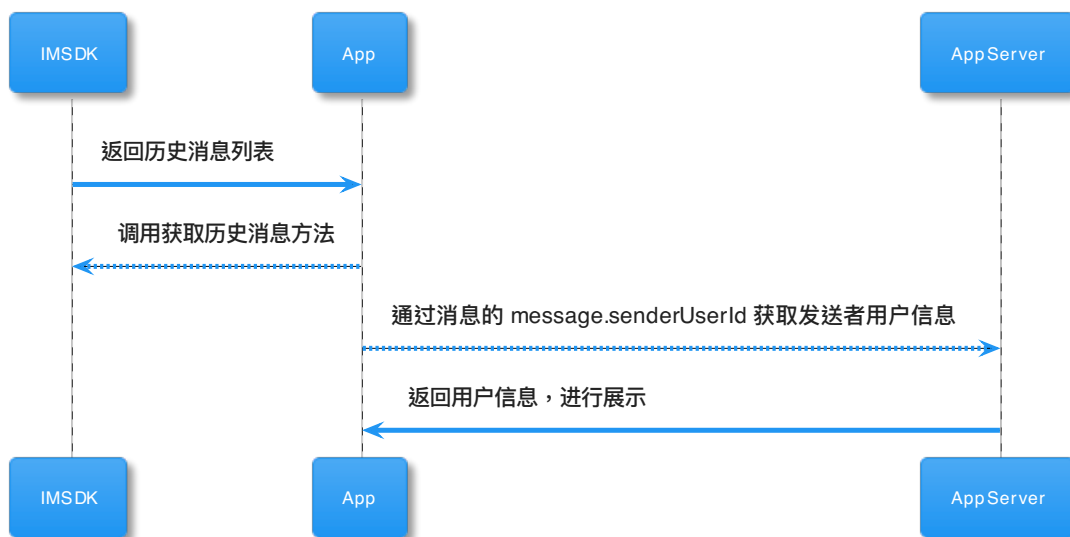 IMSDK
App
AppServer
返回历史消息列表
调用获取历史消息方法
通过消息的 message.senderUserId 获取发送者用户信息
返回用户信息，进行展示
IMSDK
App
AppServer